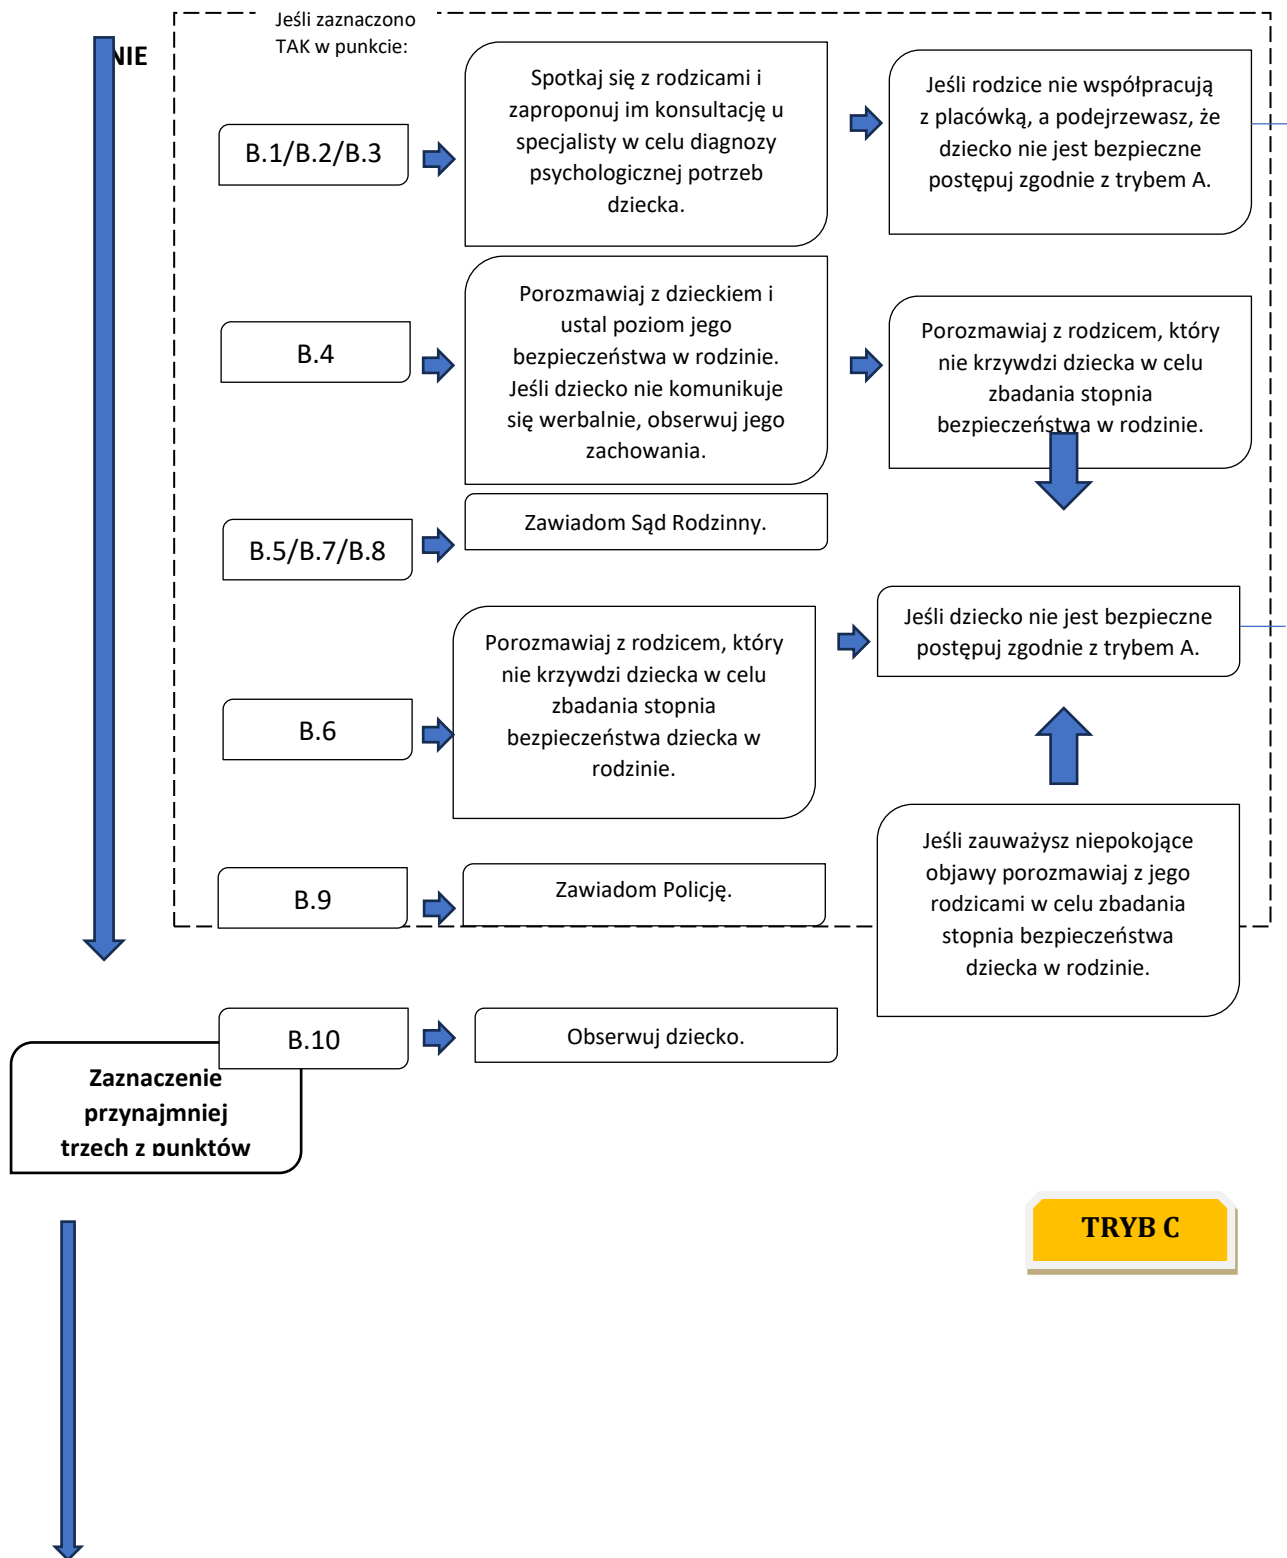 Jeśli zaznaczono
TAK w punkcie:
NIE
B.1/B.2/B.3
Spotkaj się z rodzicami i
zaproponuj im konsultację u
specjalisty w celu diagnozy
psychologicznej potrzeb
dziecka.
Jeśli rodzice nie współpracują
z placówką, a podejrzewasz, że
dziecko nie jest bezpieczne
postępuj zgodnie z trybem A.
B.4
Porozmawiaj z dzieckiem i
ustal poziom jego
bezpieczeństwa w rodzinie.
Jeśli dziecko nie komunikuje
się werbalnie, obserwuj jego
zachowania.
Porozmawiaj z rodzicem, który
nie krzywdzi dziecka w celu
zbadania stopnia
bezpieczeństwa w rodzinie.
B.5/B.7/B.8
Zawiadom Sąd Rodzinny.
Jeśli dziecko nie jest bezpieczne
postępuj zgodnie z trybem A.
B.6
Porozmawiaj z rodzicem, który
nie krzywdzi dziecka w celu
zbadania stopnia
bezpieczeństwa dziecka w
rodzinie.
B.9
Zawiadom Policję.
Jeśli zauważysz niepokojące
objawy porozmawiaj z jego
rodzicami w celu zbadania
stopnia bezpieczeństwa
dziecka w rodzinie.
B.10
Obserwuj dziecko.
Zaznaczenie
przynajmniej
trzech z punktów
TRYB C